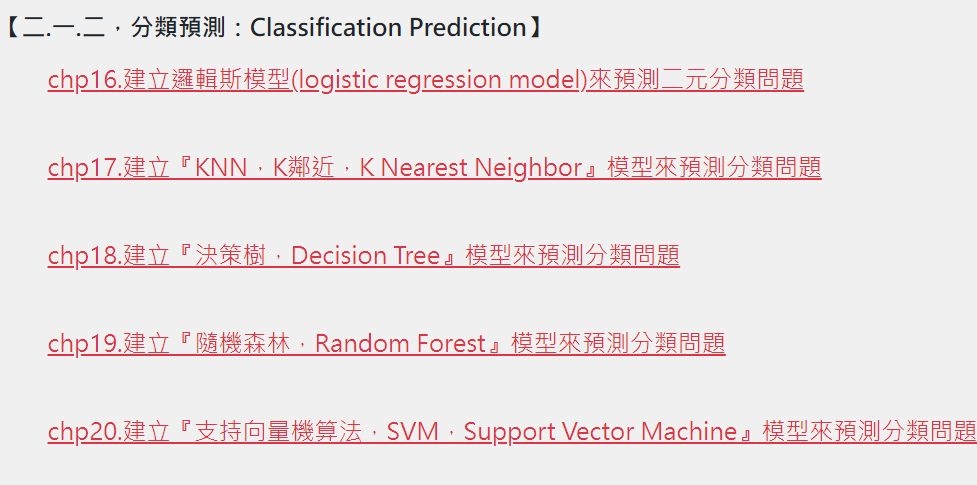 【二.一.二，分類預測：Classification Prediction】
chp16.建立邏輯斯模型(logistic regression model)來預測二元分類問題
chp17.建立『KNN，K鄰近，K Nearest Neighbor』模型來預測分類問題
chp18.建立『決策樹，Decision Tree』模型來預測分類問題
chp19.建立『隨機森林，Random Forest』模型來預測分類問題
chp20.建立『支持向量機算法，SVM，Support Vector Machine』模型來預測分類問題